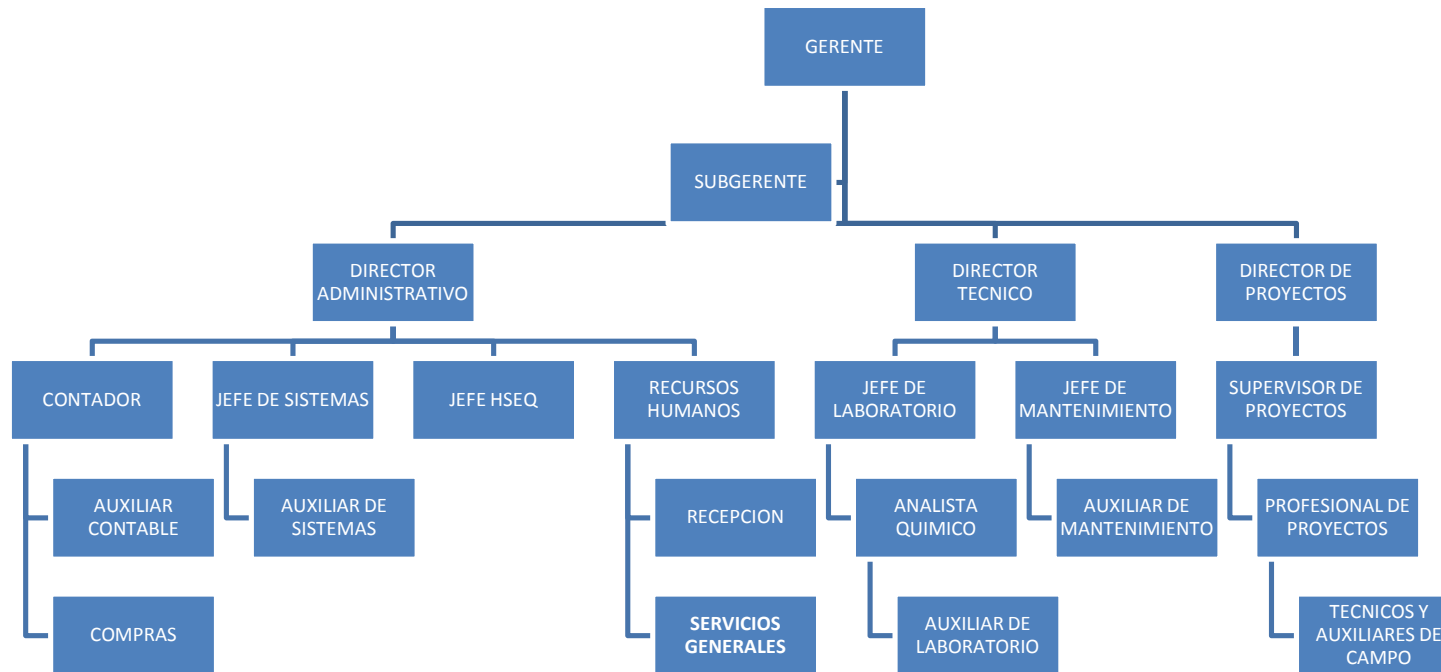 GERENTE
SUBGERENTE
DIRECTOR
ADMINISTRATIVO
DIRECTOR
TECNICO
DIRECTOR DE
PROYECTOS
CONTADOR
JEFE DE SISTEMAS
JEFE HSEQ
RECURSOS
HUMANOS
JEFE DE
LABORATORIO
JEFE DE
MANTENIMIENTO
SUPERVISOR DE
PROYECTOS
AUXILIAR
CONTABLE
AUXILIAR DE
SISTEMAS
RECEPCION
ANALISTA
QUIMICO
AUXILIAR DE
MANTENIMIENTO
PROFESIONAL DE
PROYECTOS
COMPRAS
SERVICIOS
GENERALES
AUXILIAR DE
LABORATORIO
TECNICOS Y
AUXILIARES DE
CAMPO